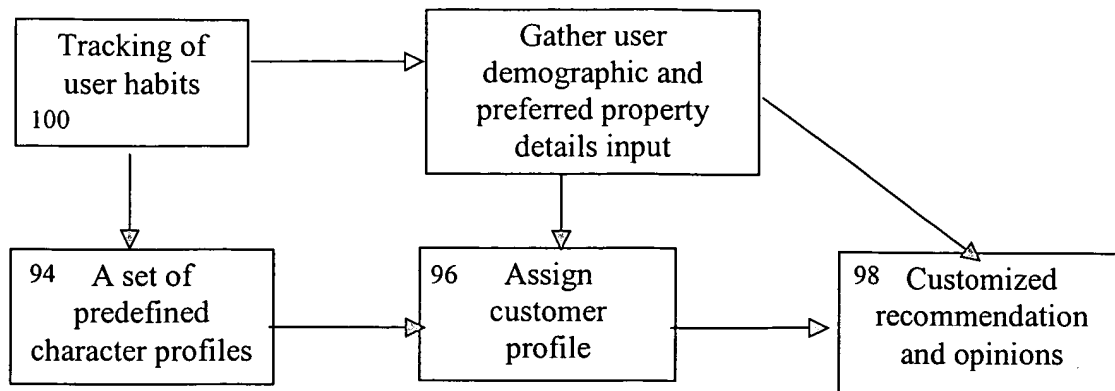 Tracking of
user habits
100
Gather user
demographic and
preferred property
details input
94 A set of
predefined
character profiles
96 Assign
customer
profile
98 Customized
recommendation
and opinions